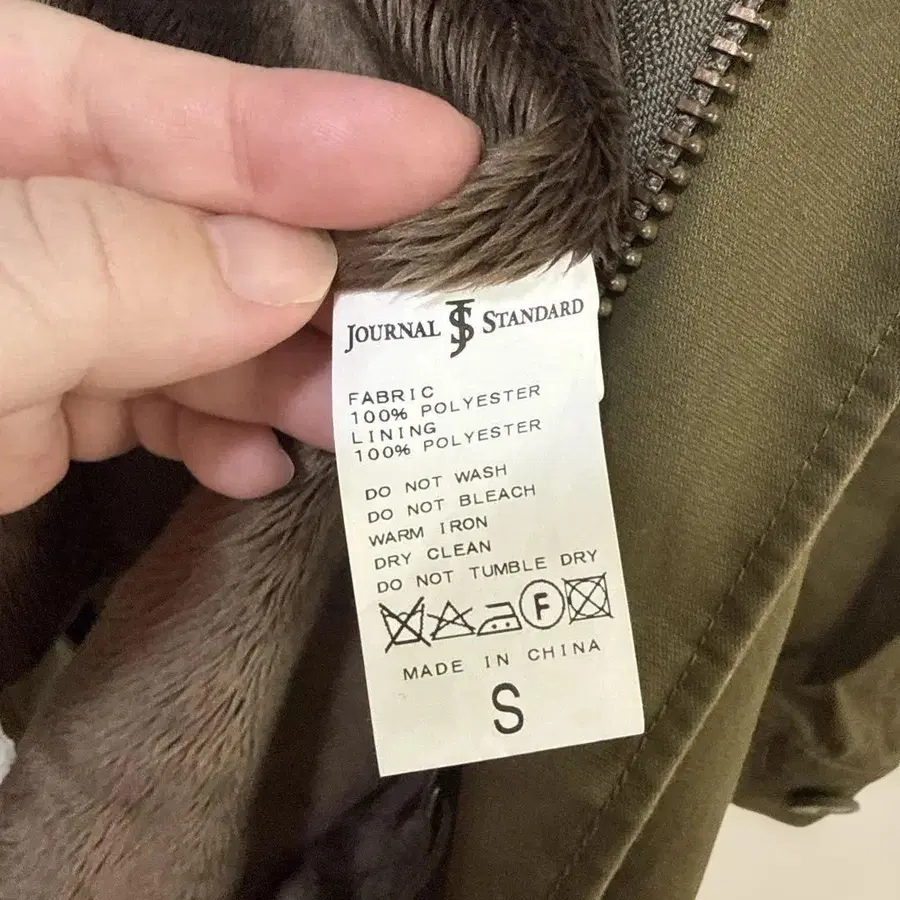 JOURNAL JS STANDARD
FABRIC
100% POLYESTER
LINING
100% POLYESTER
DO NOT WASH
DO NOT BLEACH
WARM IRON
DRY CLEAN
DO NOT TUMBLE DRY
F
MADE IN CHINA
S